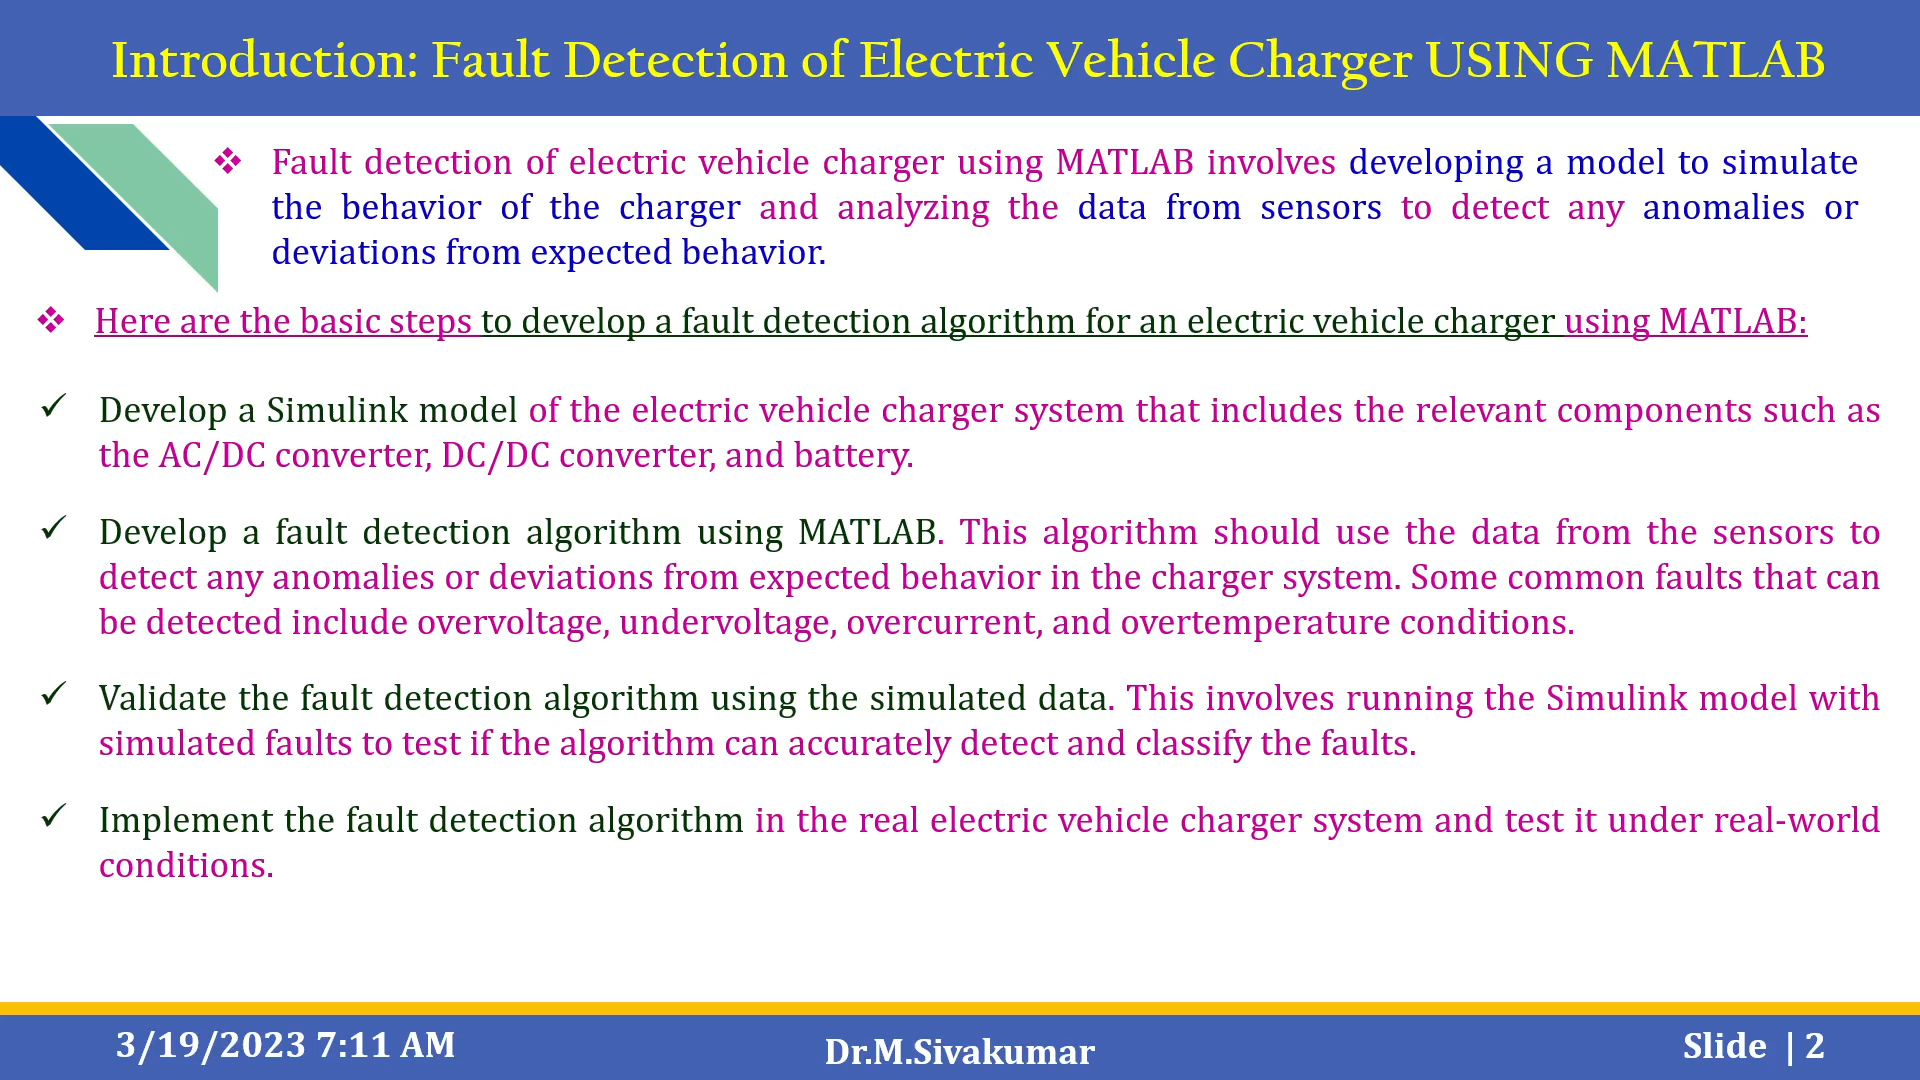 Introduction: Fault Detection of Electric Vehicle Charger USING MATLAB
❖ Fault detection of electric vehicle charger using MATLAB involves developing a model to simulate
the behavior of the charger and analyzing the data from sensors to detect any anomalies or
deviations from expected behavior.
❖ Here are the basic steps to develop a fault detection algorithm for an electric vehicle charger using MATLAB:
✓ Develop a Simulink model of the electric vehicle charger system that includes the relevant components such as
the AC/DC converter, DC/DC converter, and battery.
✓ Develop a fault detection algorithm using MATLAB. This algorithm should use the data from the sensors to
detect any anomalies or deviations from expected behavior in the charger system. Some common faults that can
be detected include overvoltage, undervoltage, overcurrent, and overtemperature conditions.
✓ Validate the fault detection algorithm using the simulated data. This involves running the Simulink model with
simulated faults to test if the algorithm can accurately detect and classify the faults.
✓ Implement the fault detection algorithm in the real electric vehicle charger system and test it under real-world
conditions.
3/19/2023 7:11 AM
Dr.M.Sivakumar
Slide | 2